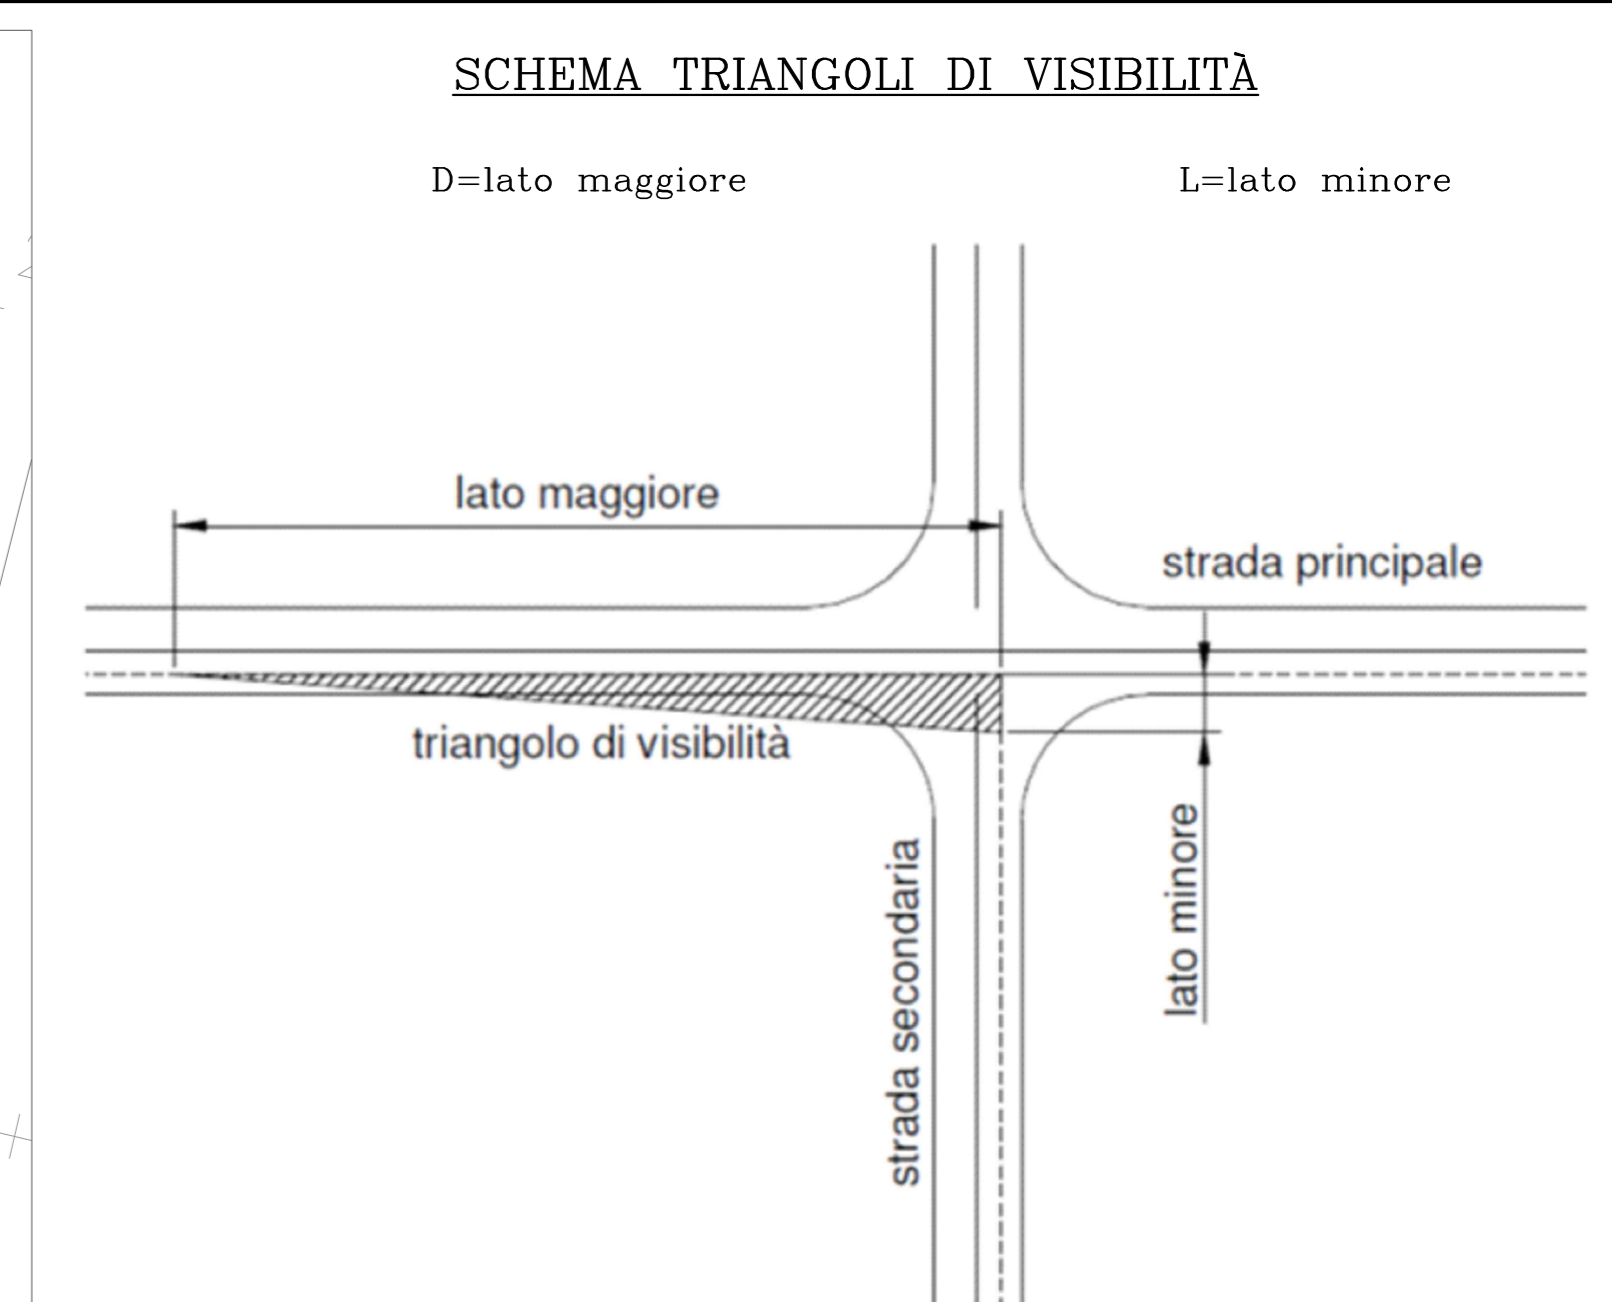 SCHEMA TRIANGOLI DI VISIBILITÀ
D=lato maggiore
L=lato minore
lato maggiore
strada principale
triangolo di visibilità
strada secondaria
lato minore